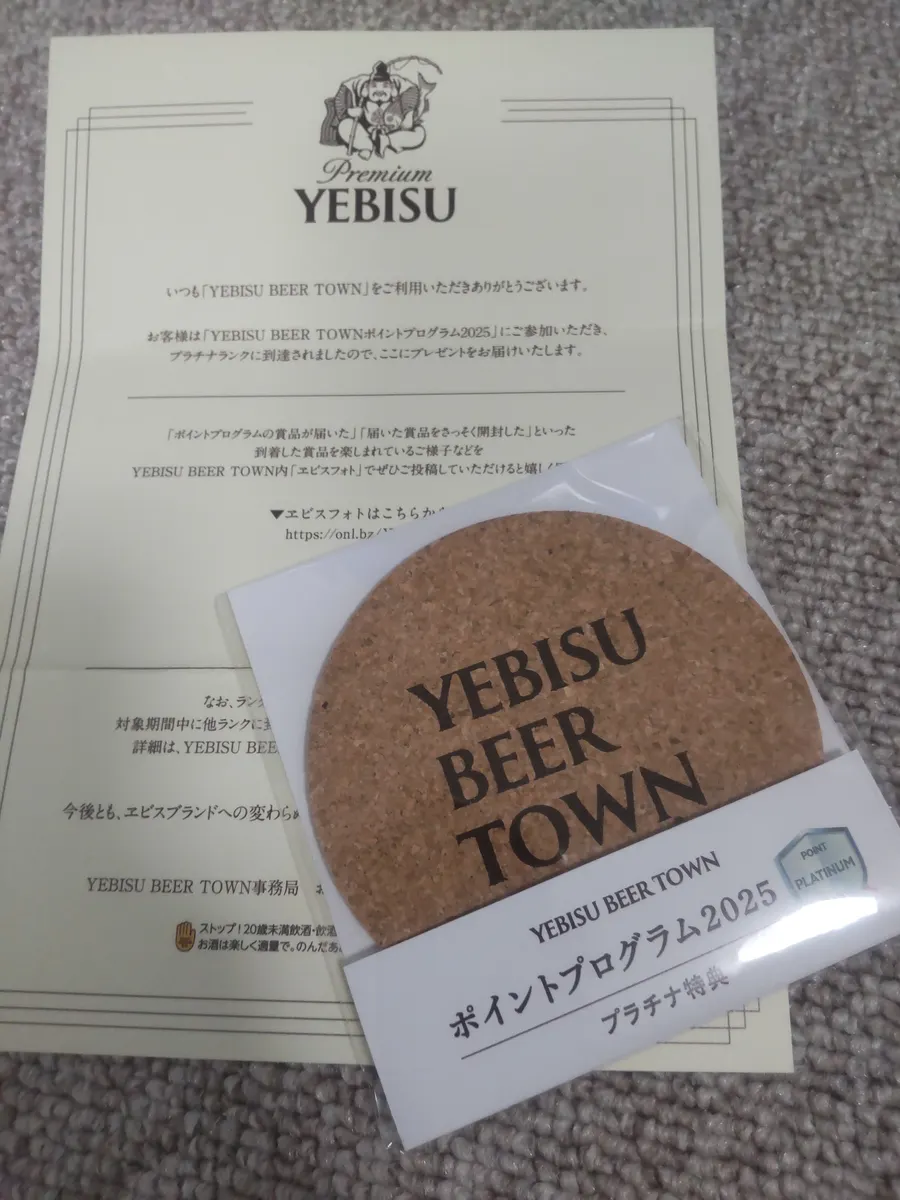 Premium
YEBISU
いつも「YEBISU BEER TOWN」をご利用いただきありがとうございます。
お客様は「YEBISU BEER TOWNポイントプログラム2025」にご参加いただき、
プラチナランクに到達されましたので、ここにプレゼントをお届けいたします。
「ポイントプログラムの賞品が届いた」「届いた賞品をさっそく開封した」といった
到着した賞品を楽しまれているご様子などを
YEBISU BEER TOWN内「ヱビスフォト」でぜひご投稿していただけると嬉し
▼ヱビスフォトはこちらか
https://onl.bz/
なお、ラン
対象期間中に他ランクに
詳細は、YEBISU BEE
今後とも、ヱビスブランドへの変わら
YEBISU BEER TOWN事務局
ストップ!20歳未満飲酒・飲酒
お酒は楽しく適量で。のんだあ
YEBISU
BEER
TOWN
YEBISU BEER TOWN
ポイントプログラム2025
プラチナ特典
POINT
PLATINUM